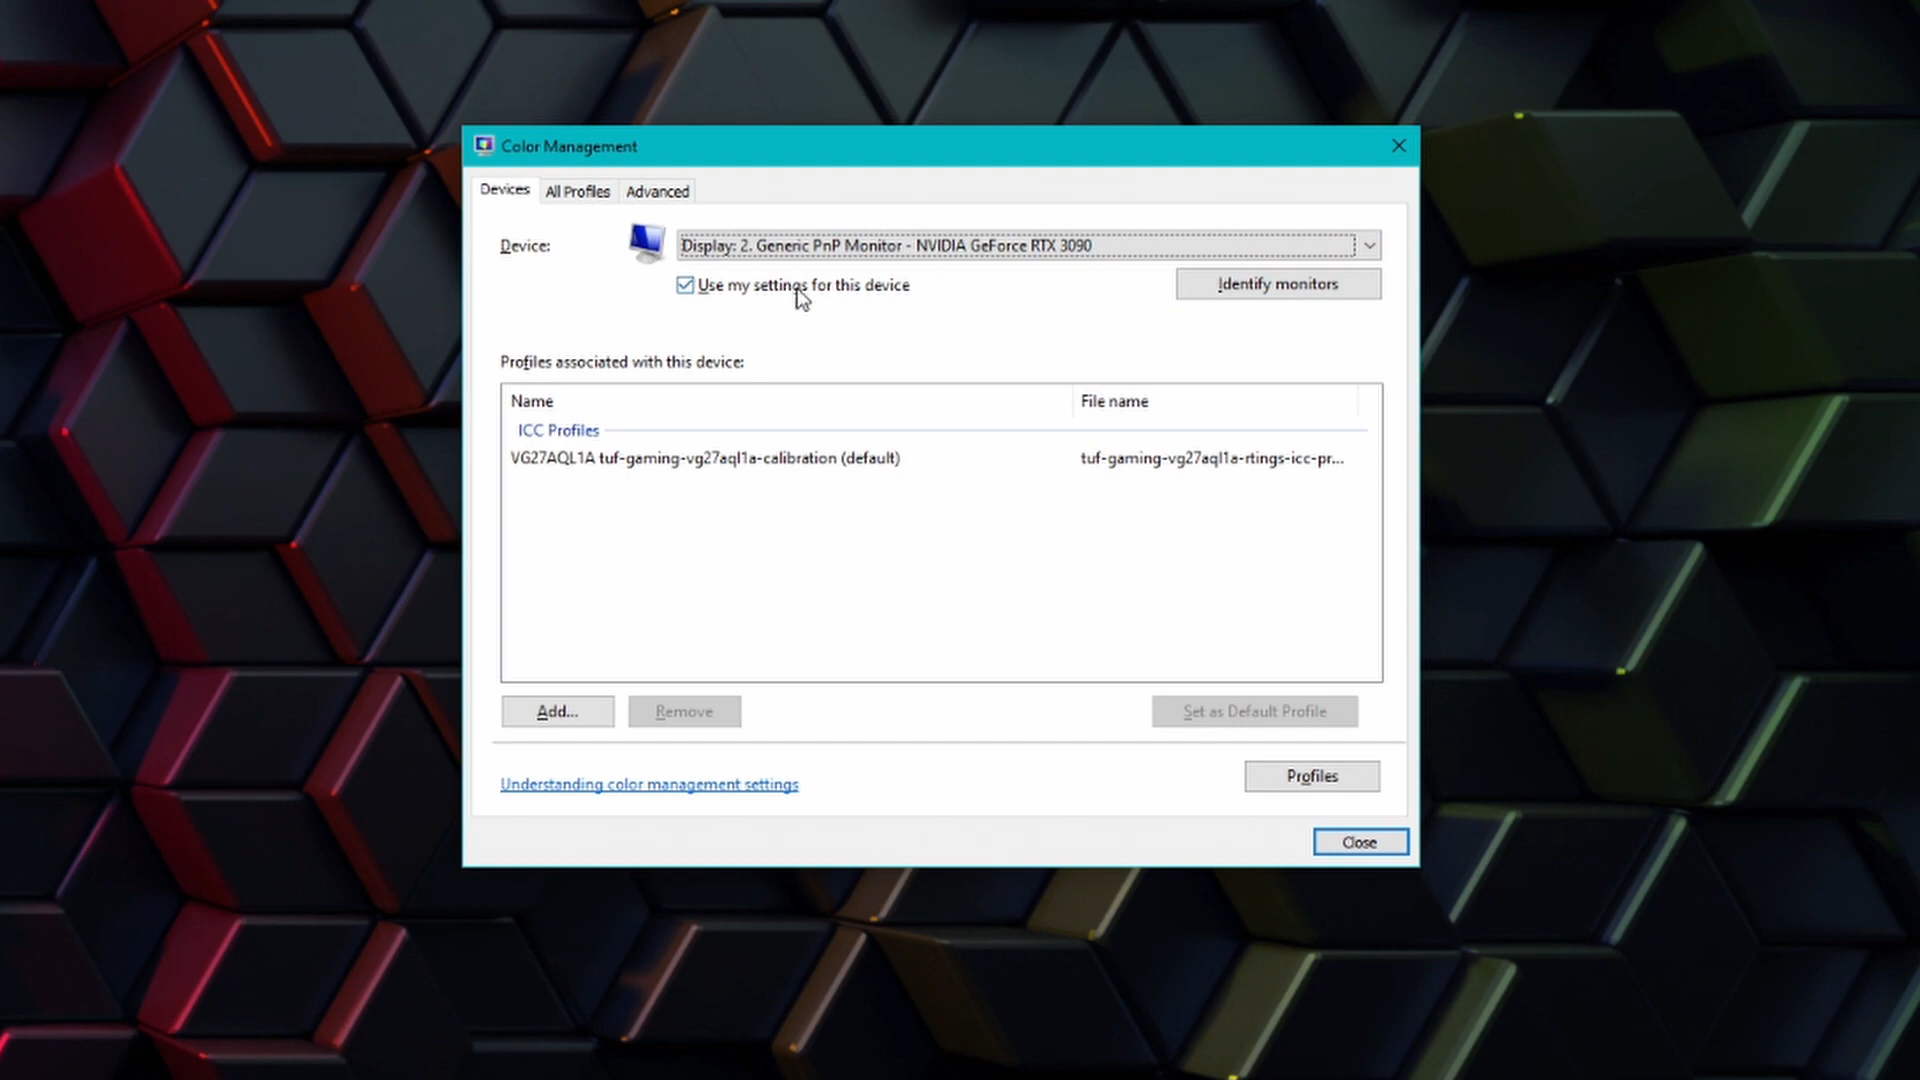 Color Management
Devices All Profiles Advanced
Device: Display: 2. Generic PnP Monitor - NVIDIA GeForce RTX 3090
Use my settings for this device Identify monitors
Profiles associated with this device:
Name File name
ICC Profiles
VG27AQL1A tuf-gaming-vg27aql1a-calibration (default) tuf-gaming-vg27aql1a-rtings-icc-pr...
Add... Remove Set as Default Profile
Understanding color management settings Profiles
Close